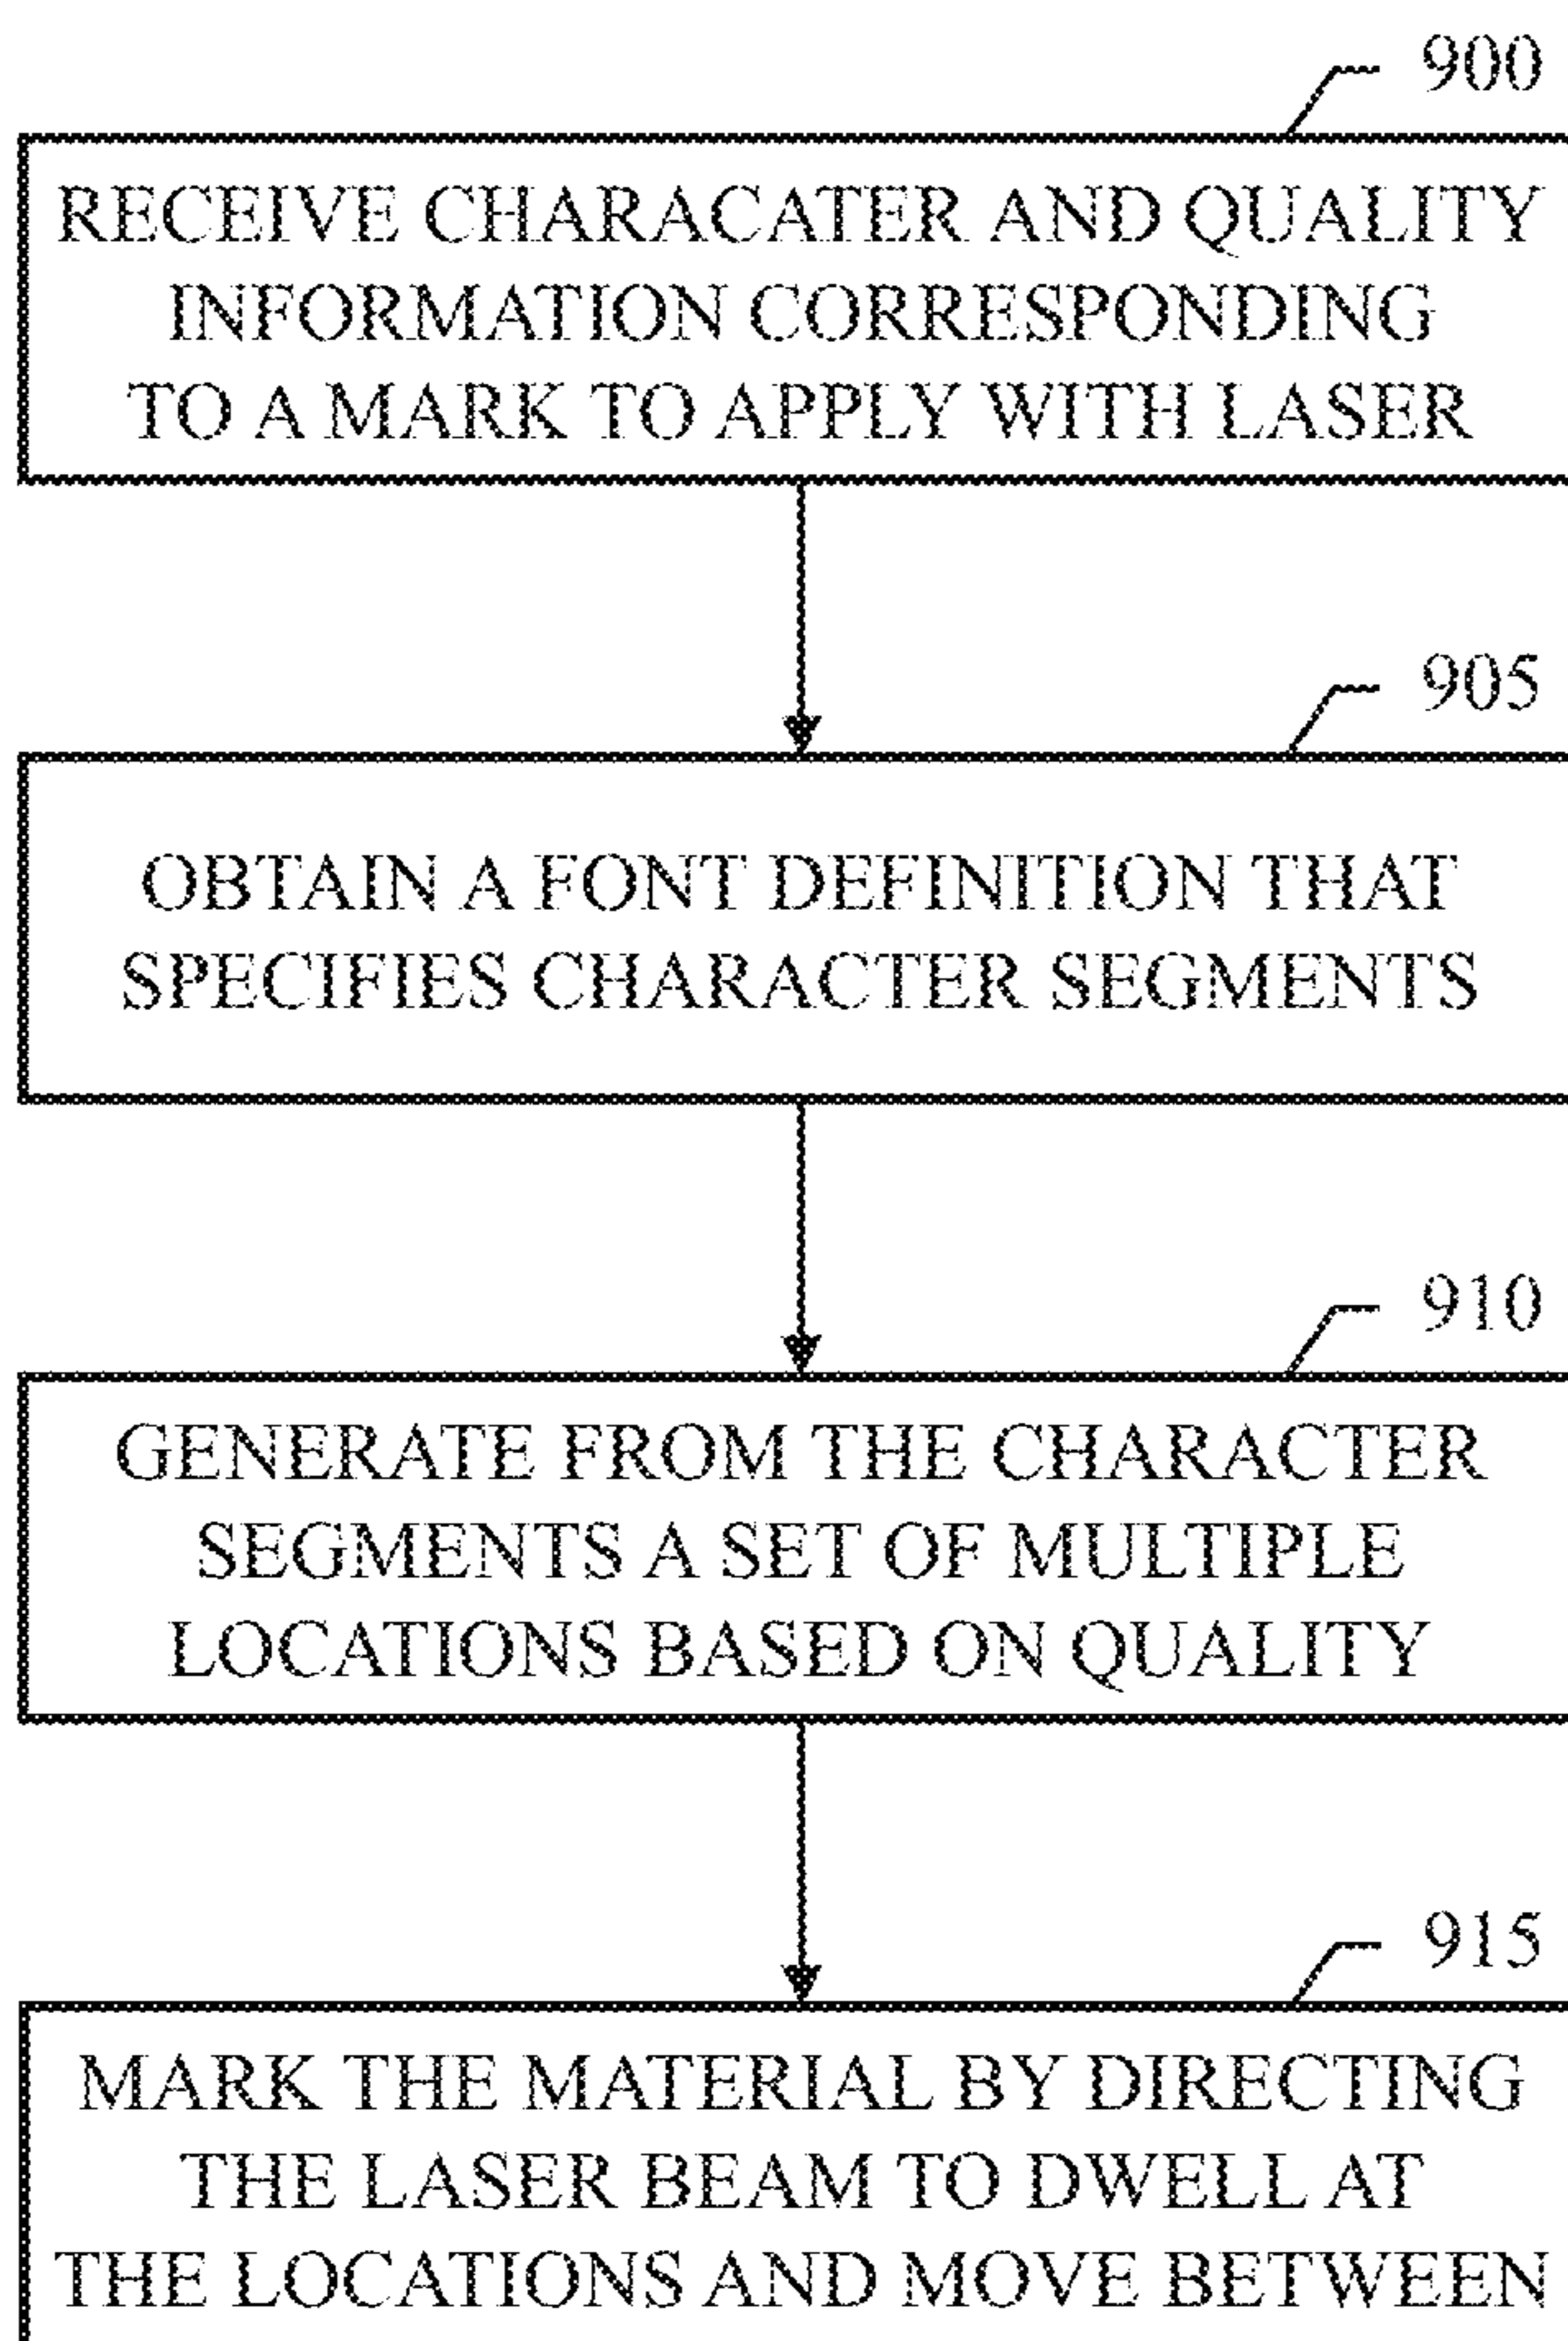 900
RECEIVE CHARACATER AND QUALITY
INFORMATION CORRESPONDING
TO A MARK TO APPLY WITH LASER
905
OBTAIN A FONT DEFINITION THAT
SPECIFIES CHARACTER SEGMENTS
910
GENERATE FROM THE CHARACTER
SEGMENTS A SET OF MULTIPLE
LOCATIONS BASED ON QUALITY
915
MARK THE MATERIAL BY DIRECTING
THE LASER BEAM TO DWELL AT
THE LOCATIONS AND MOVE BETWEEN